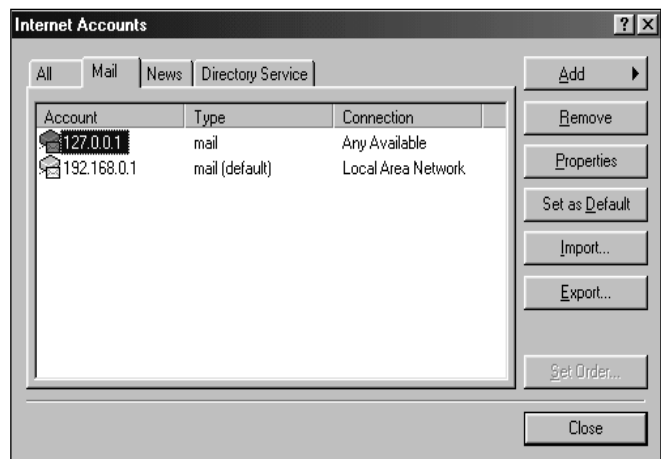 Internet Accounts
All Mail News Directory Service
Account Type Connection
127.0.0.1 mail Any Available
192.168.0.1 mail (default) Local Area Network
Add
Remove
Properties
Set as Default
Import...
Export...
Set Order...
Close